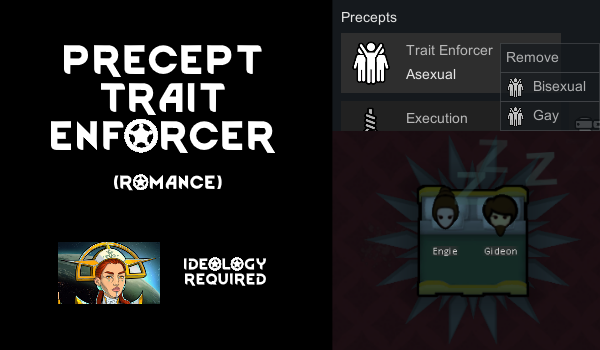 PRECEPT
TRAIT
ENFORCER
(ROMANCE)
IDEOLOGY
REQUIRED
Precepts
Trait Enforcer
Asexual
Remove
Bisexual
Gay
Execution
Z
Z
Z
Engie
Gideon